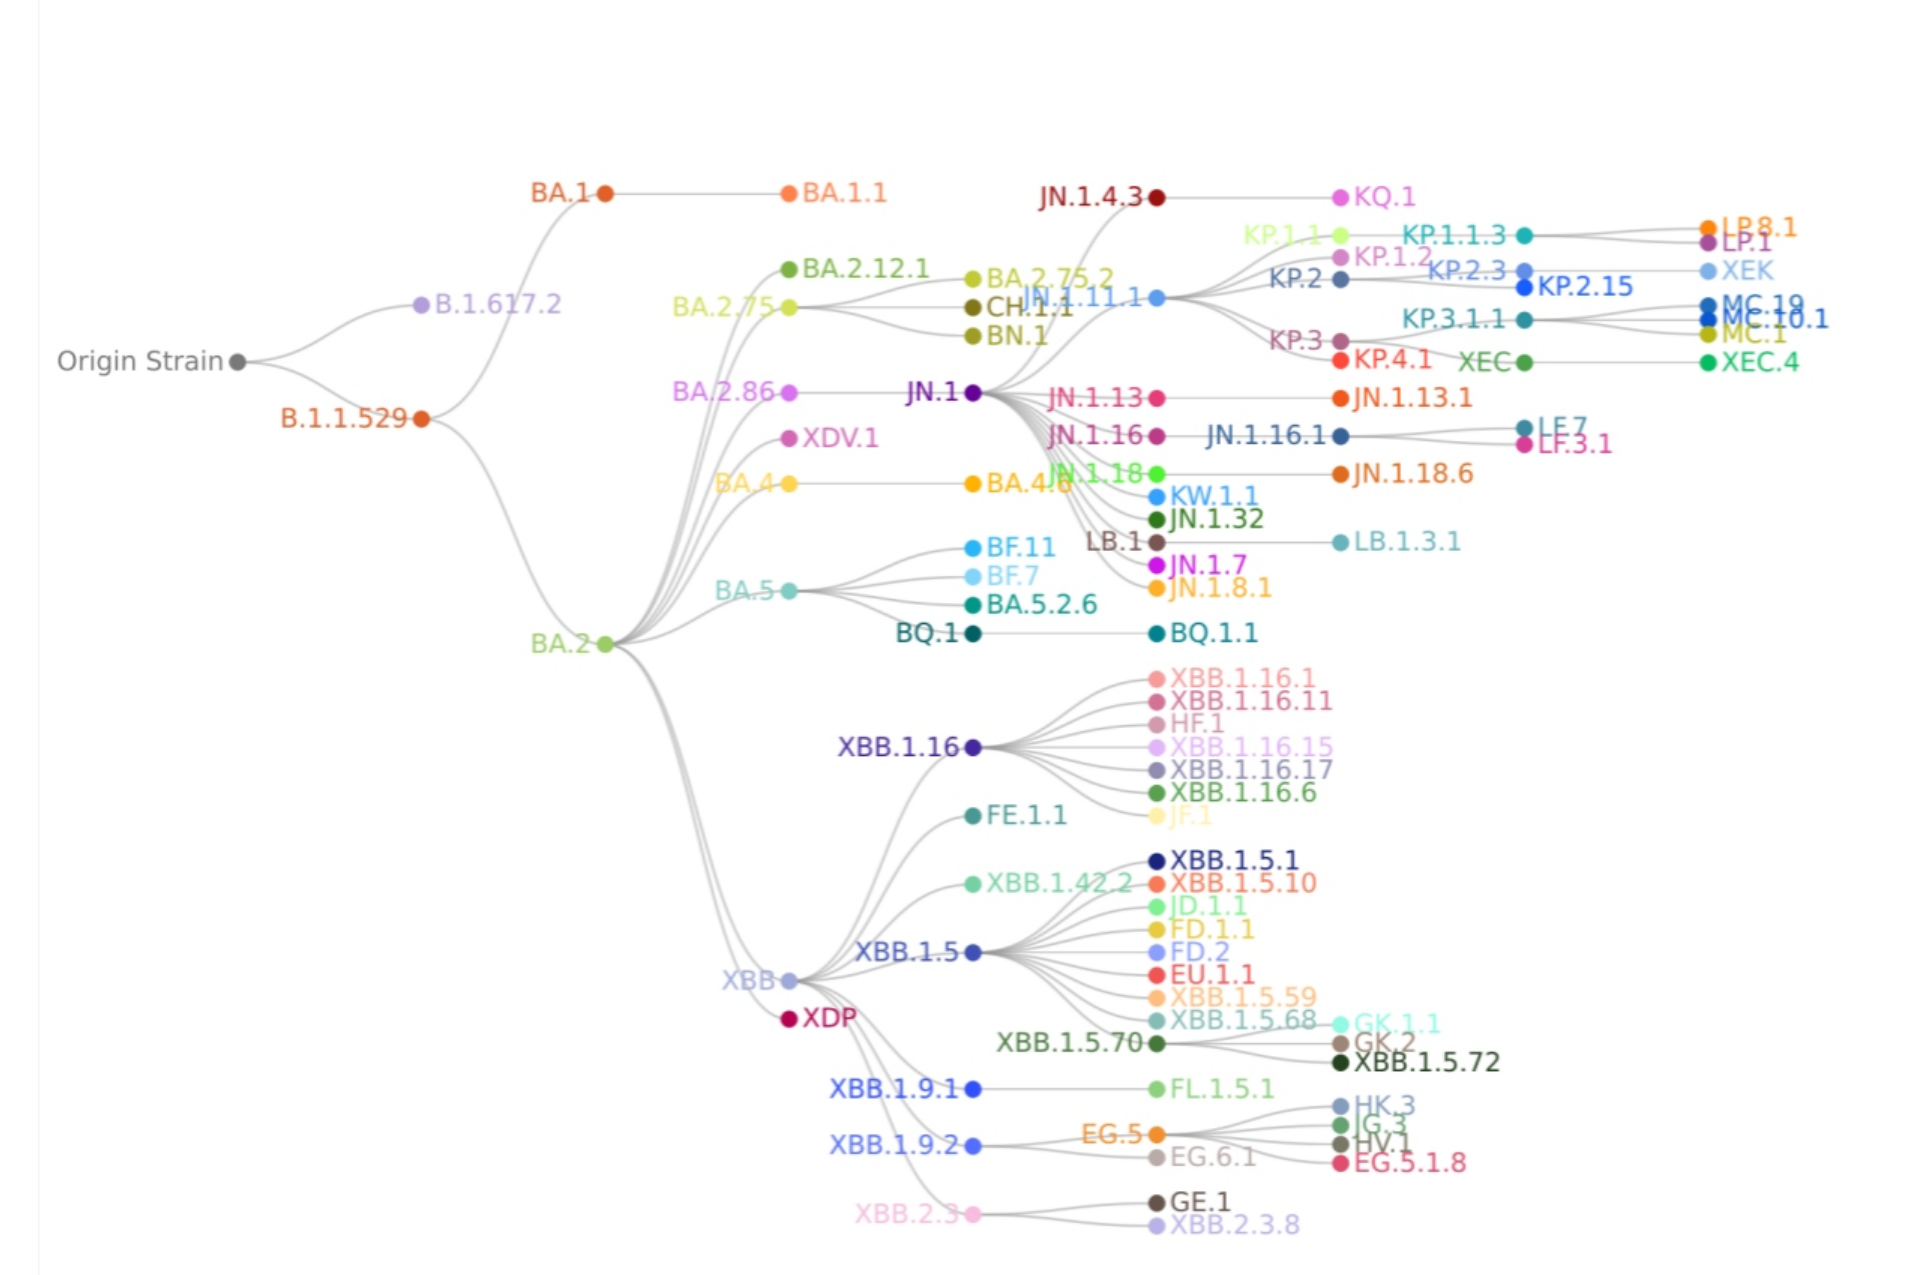 Origin Strain
B.1.617.2
B.1.1.529
BA.1
BA.1.1
BA.2
BA.2.12.1
BA.2.75
BA.2.75.2
CH.1.1
BN.1
BA.2.86
JN.1
JN.1.4.3
KQ.1
JN.1.11.1
KP.1.1
KP.1.1.3
LP.8.1
LP.1
KP.1.2
KP.2
KP.2.3
XEK
KP.2.15
KP.3
KP.3.1.1
MC.19
MC.10.1
MC.1
XEC
XEC.4
KP.4.1
JN.1.13
JN.1.13.1
JN.1.16
JN.1.16.1
LF.7
LF.3.1
JN.1.18
JN.1.18.6
KW.1.1
JN.1.32
LB.1
LB.1.3.1
JN.1.7
JN.1.8.1
XDV.1
BA.4
BA.4.6
BA.5
BF.11
BF.7
BA.5.2.6
BQ.1
BQ.1.1
XBB
XBB.1.16
XBB.1.16.1
XBB.1.16.11
HF.1
XBB.1.16.15
XBB.1.16.17
XBB.1.16.6
JF.1
FE.1.1
XBB.1.42.2
XBB.1.5
XBB.1.5.1
XBB.1.5.10
JD.1.1
FD.1.1
FD.2
EU.1.1
XBB.1.5.59
XBB.1.5.68
XBB.1.5.70
GK.1.1
GK.2
XBB.1.5.72
XDP
XBB.1.9.1
FL.1.5.1
XBB.1.9.2
EG.5
HK.3
JG.3
HV.1
EG.5.1.8
EG.6.1
XBB.2.3
GE.1
XBB.2.3.8